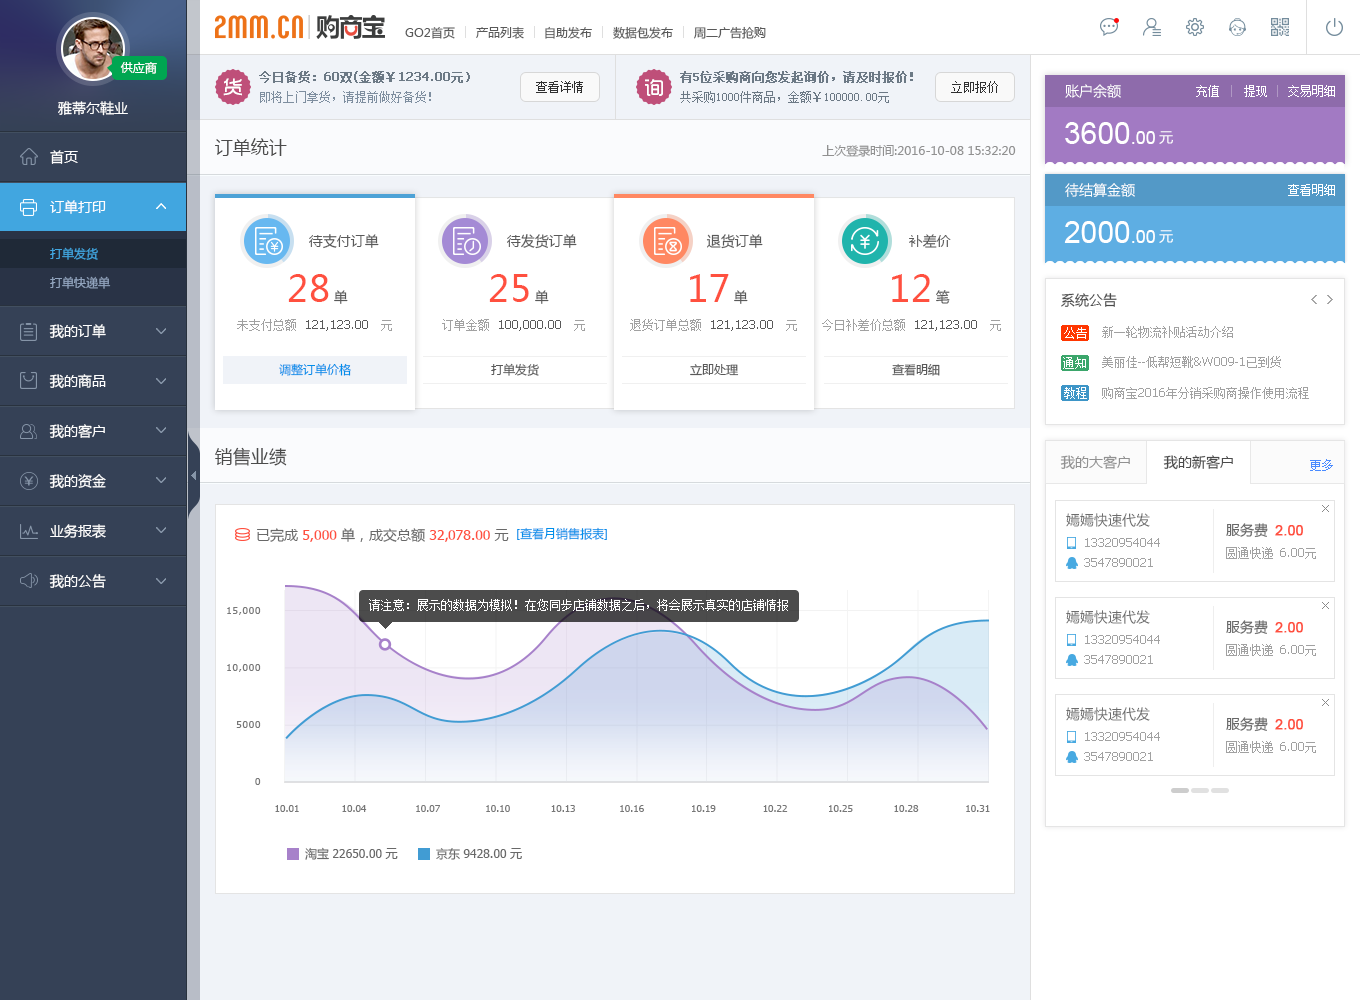 供应商
雅蒂尔鞋业
首页
订单打印
打单发货
打单快递单
我的订单
我的商品
我的客户
我的资金
业务报表
我的公告
2mm.cn 购商宝 GO2首页 产品列表 自助发布 数据包发布 周二广告抢购
货
今日备货：60双(金额￥1234.00元）
即将上门拿货，请提前做好备货！
查看详情
询
有5位采购商向您发起询价，请及时报价！
共采购1000件商品，金额￥100000.00元
立即报价
订单统计
上次登录时间:2016-10-08 15:32:20
待支付订单
28 单
未支付总额 121,123.00 元
调整订单价格
待发货订单
25 单
订单金额 100,000.00 元
打单发货
退货订单
17 单
退货订单总额 121,123.00 元
立即处理
补差价
12 笔
今日补差价总额 121,123.00 元
查看明细
销售业绩
已完成 5,000 单，成交总额 32,078.00 元 [查看月销售报表]
请注意：展示的数据为模拟！在您同步店铺数据之后，将会展示真实的店铺情报
15,000
10,000
5000
0
10.01 10.04 10.07 10.10 10.13 10.16 10.19 10.22 10.25 10.28 10.31
淘宝 22650.00 元 京东 9428.00 元
账户余额 充值 提现 交易明细
3600.00 元
待结算金额 查看明细
2000.00 元
系统公告
公告 新一轮物流补贴活动介绍
通知 美丽佳--低帮短靴&W009-1已到货
教程 购商宝2016年分销采购商操作使用流程
我的大客户 我的新客户 更多
嫣嫣快速代发
13320954044
3547890021
服务费 2.00
圆通快递 6.00元
嫣嫣快速代发
13320954044
3547890021
服务费 2.00
圆通快递 6.00元
嫣嫣快速代发
13320954044
3547890021
服务费 2.00
圆通快递 6.00元